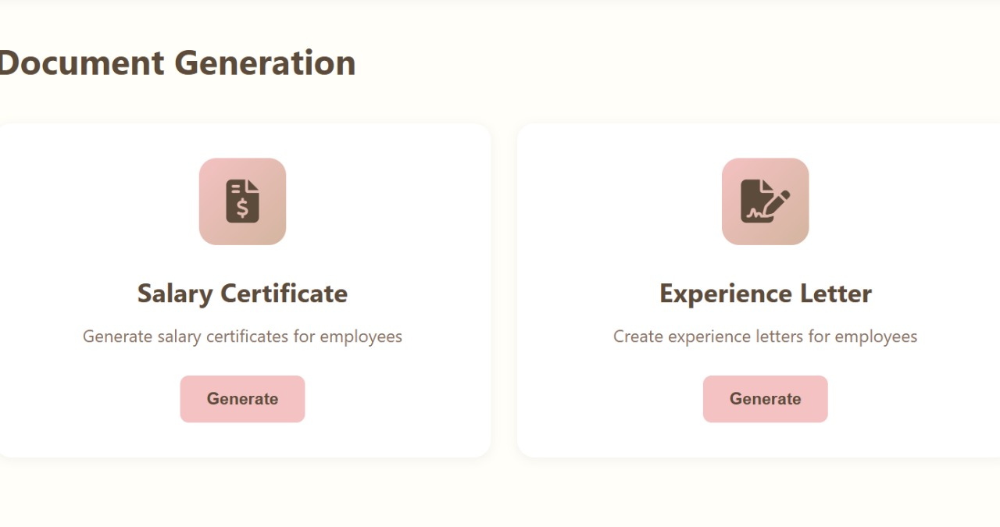 Document Generation
$
Salary Certificate
Generate salary certificates for employees
Generate
Experience Letter
Create experience letters for employees
Generate